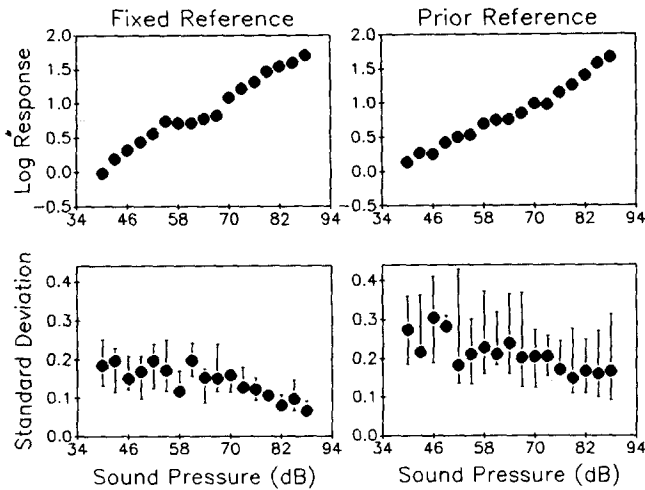 Fixed Reference
Prior Reference
Log Response
2.0
1.5
1.0
0.5
0.0
-0.5
34 46 58 70 82 94
2.0
1.5
1.0
0.5
0.0
-0.5
34 46 58 70 82 94
Standard Deviation
0.4
0.3
0.2
0.1
0.0
34 46 58 70 82 94
Sound Pressure (dB)
0.4
0.3
0.2
0.1
0.0
34 46 58 70 82 94
Sound Pressure (dB)